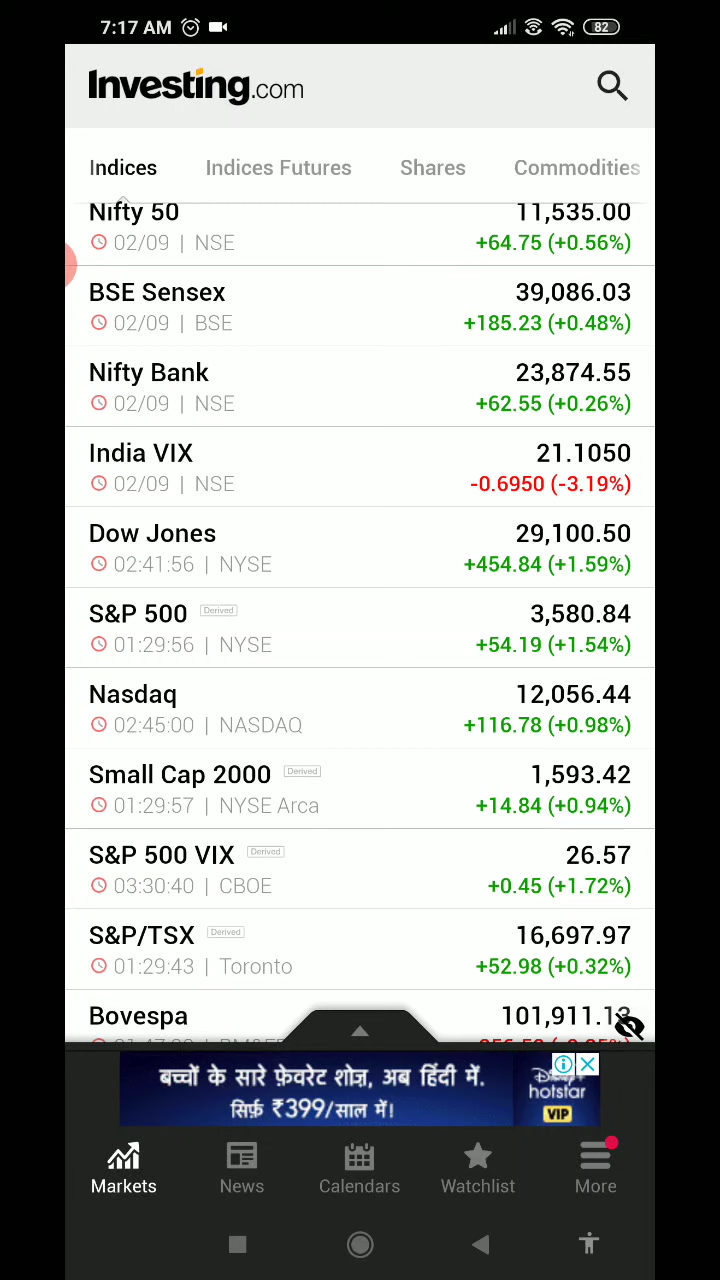 7:17 AM 82
Investing.com
Indices Indices Futures Shares Commodities
Nifty 50 11,535.00
02/09 | NSE +64.75 (+0.56%)
BSE Sensex 39,086.03
02/09 | BSE +185.23 (+0.48%)
Nifty Bank 23,874.55
02/09 | NSE +62.55 (+0.26%)
India VIX 21.1050
02/09 | NSE -0.6950 (-3.19%)
Dow Jones 29,100.50
02:41:56 | NYSE +454.84 (+1.59%)
S&P 500 Derived 3,580.84
01:29:56 | NYSE +54.19 (+1.54%)
Nasdaq 12,056.44
02:45:00 | NASDAQ +116.78 (+0.98%)
Small Cap 2000 Derived 1,593.42
01:29:57 | NYSE Arca +14.84 (+0.94%)
S&P 500 VIX Derived 26.57
03:30:40 | CBOE +0.45 (+1.72%)
S&P/TSX Derived 16,697.97
01:29:43 | Toronto +52.98 (+0.32%)
Bovespa 101,911.13
बच्चों के सारे फ़ेवरेट शोज़, अब हिंदी में.
सिर्फ़ ₹399/साल में!
Disney+
hotstar
VIP
Markets News Calendars Watchlist More